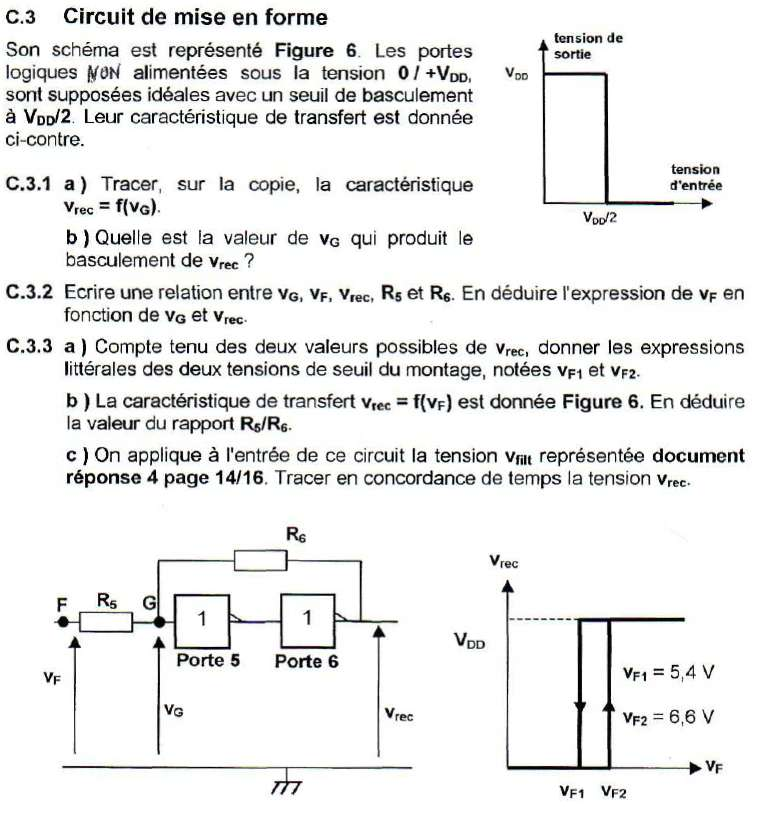 C.3 Circuit de mise en forme
Son schéma est représenté Figure 6. Les portes
logiques NON alimentées sous la tension 0 / +VDD,
sont supposées idéales avec un seuil de basculement
à VDD/2. Leur caractéristique de transfert est donnée
ci-contre.
tension de
sortie
VDD
tension
d'entrée
VDD/2
C.3.1 a ) Tracer, sur la copie, la caractéristique
vrec = f(vG).
b ) Quelle est la valeur de vG qui produit le
basculement de vrec ?
C.3.2 Ecrire une relation entre vG, vF, vrec, R5 et R6. En déduire l'expression de vF en
fonction de vG et vrec.
C.3.3 a ) Compte tenu des deux valeurs possibles de vrec, donner les expressions
littérales des deux tensions de seuil du montage, notées vF1 et vF2.
b ) La caractéristique de transfert vrec = f(vF) est donnée Figure 6. En déduire
la valeur du rapport R5/R6.
c ) On applique à l'entrée de ce circuit la tension vfilt représentée document
réponse 4 page 14/16. Tracer en concordance de temps la tension vrec.
R6
F R5 G
1 1
Porte 5 Porte 6
vF
vG
vrec
vrec
VDD
vF1 = 5,4 V
vF2 = 6,6 V
vF
vF1 vF2